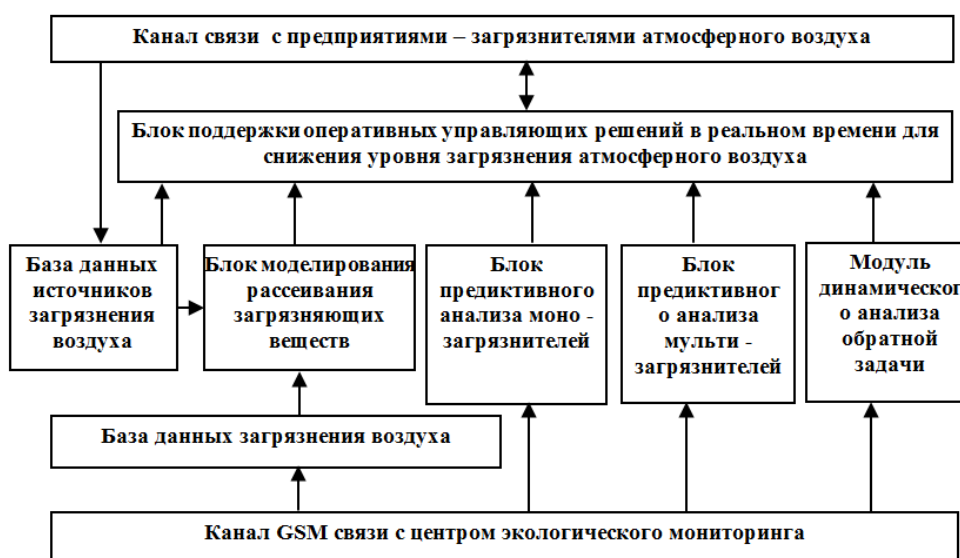 Канал связи с предприятиями – загрязнителями атмосферного воздуха
Блок поддержки оперативных управляющих решений в реальном времени для
снижения уровня загрязнения атмосферного воздуха
База данных
источников
загрязнения
воздуха
Блок моделирования
рассеивания
загрязняющих
веществ
Блок
предиктивного
анализа моно -
загрязнителей
Блок
предиктивног
о анализа
мульти -
загрязнителей
Модуль
динамическог
о анализа
обратной
задачи
База данных загрязнения воздуха
Канал GSM связи с центром экологического мониторинга